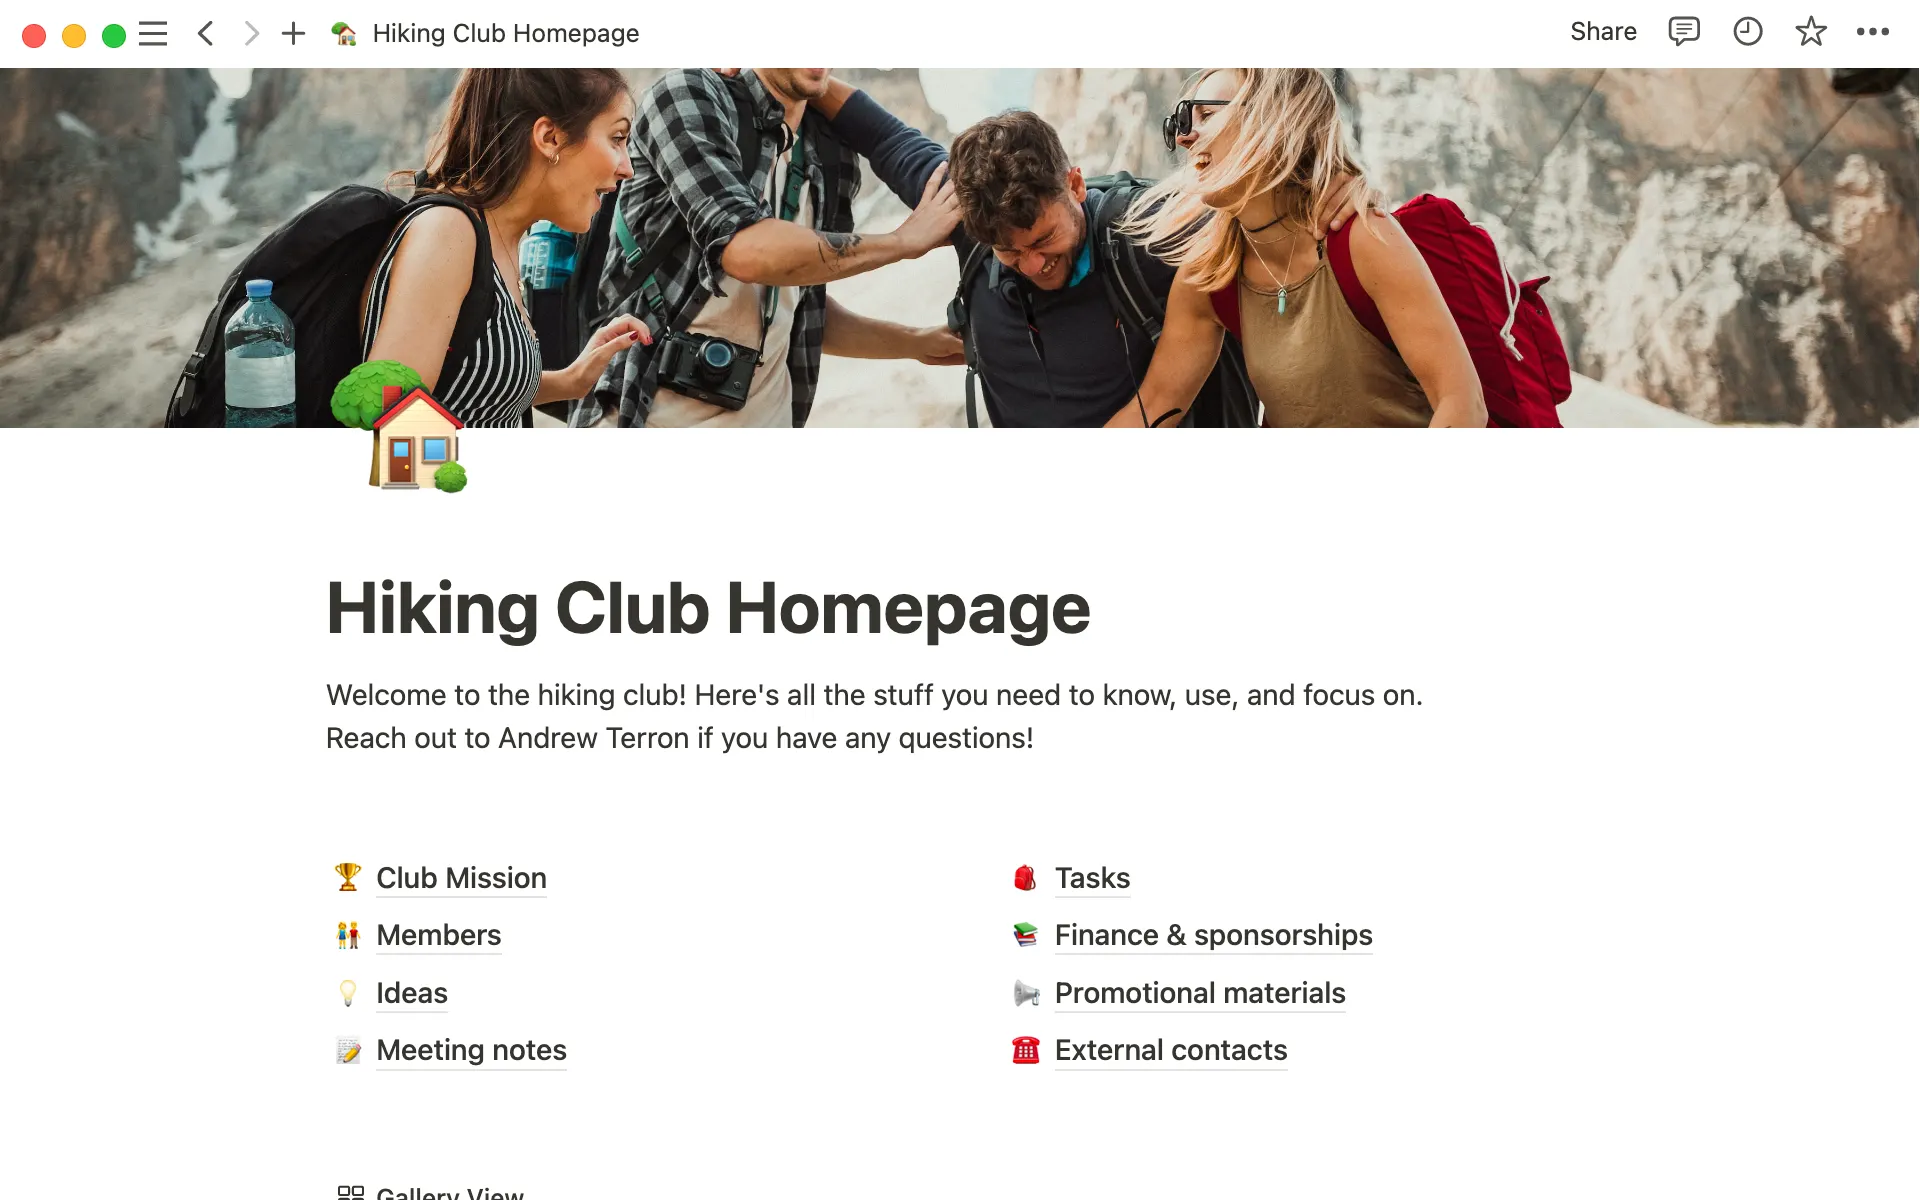 Hiking Club Homepage
Share
Hiking Club Homepage
Welcome to the hiking club! Here's all the stuff you need to know, use, and focus on.
Reach out to Andrew Terron if you have any questions!
Club Mission
Members
Ideas
Meeting notes
Tasks
Finance & sponsorships
Promotional materials
External contacts
Gallery View